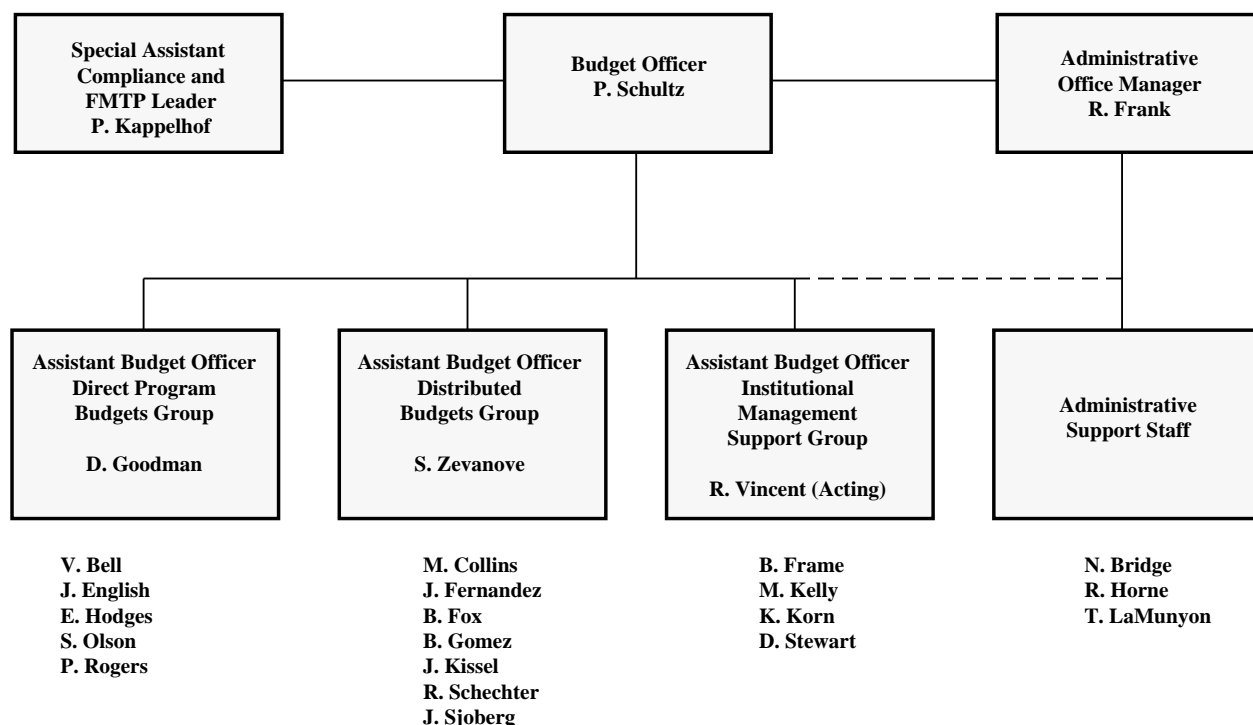 Special Assistant
Compliance and
FMTP Leader
P. Kappelhof
Budget Officer
P. Schultz
Administrative
Office Manager
R. Frank
Assistant Budget Officer
Direct Program
Budgets Group
D. Goodman
Assistant Budget Officer
Distributed
Budgets Group
S. Zevanove
Assistant Budget Officer
Institutional
Management
Support Group
R. Vincent (Acting)
Administrative
Support Staff
V. Bell
J. English
E. Hodges
S. Olson
P. Rogers
M. Collins
J. Fernandez
B. Fox
B. Gomez
J. Kissel
R. Schechter
J. Sjoberg
B. Frame
M. Kelly
K. Korn
D. Stewart
N. Bridge
R. Horne
T. LaMunyon